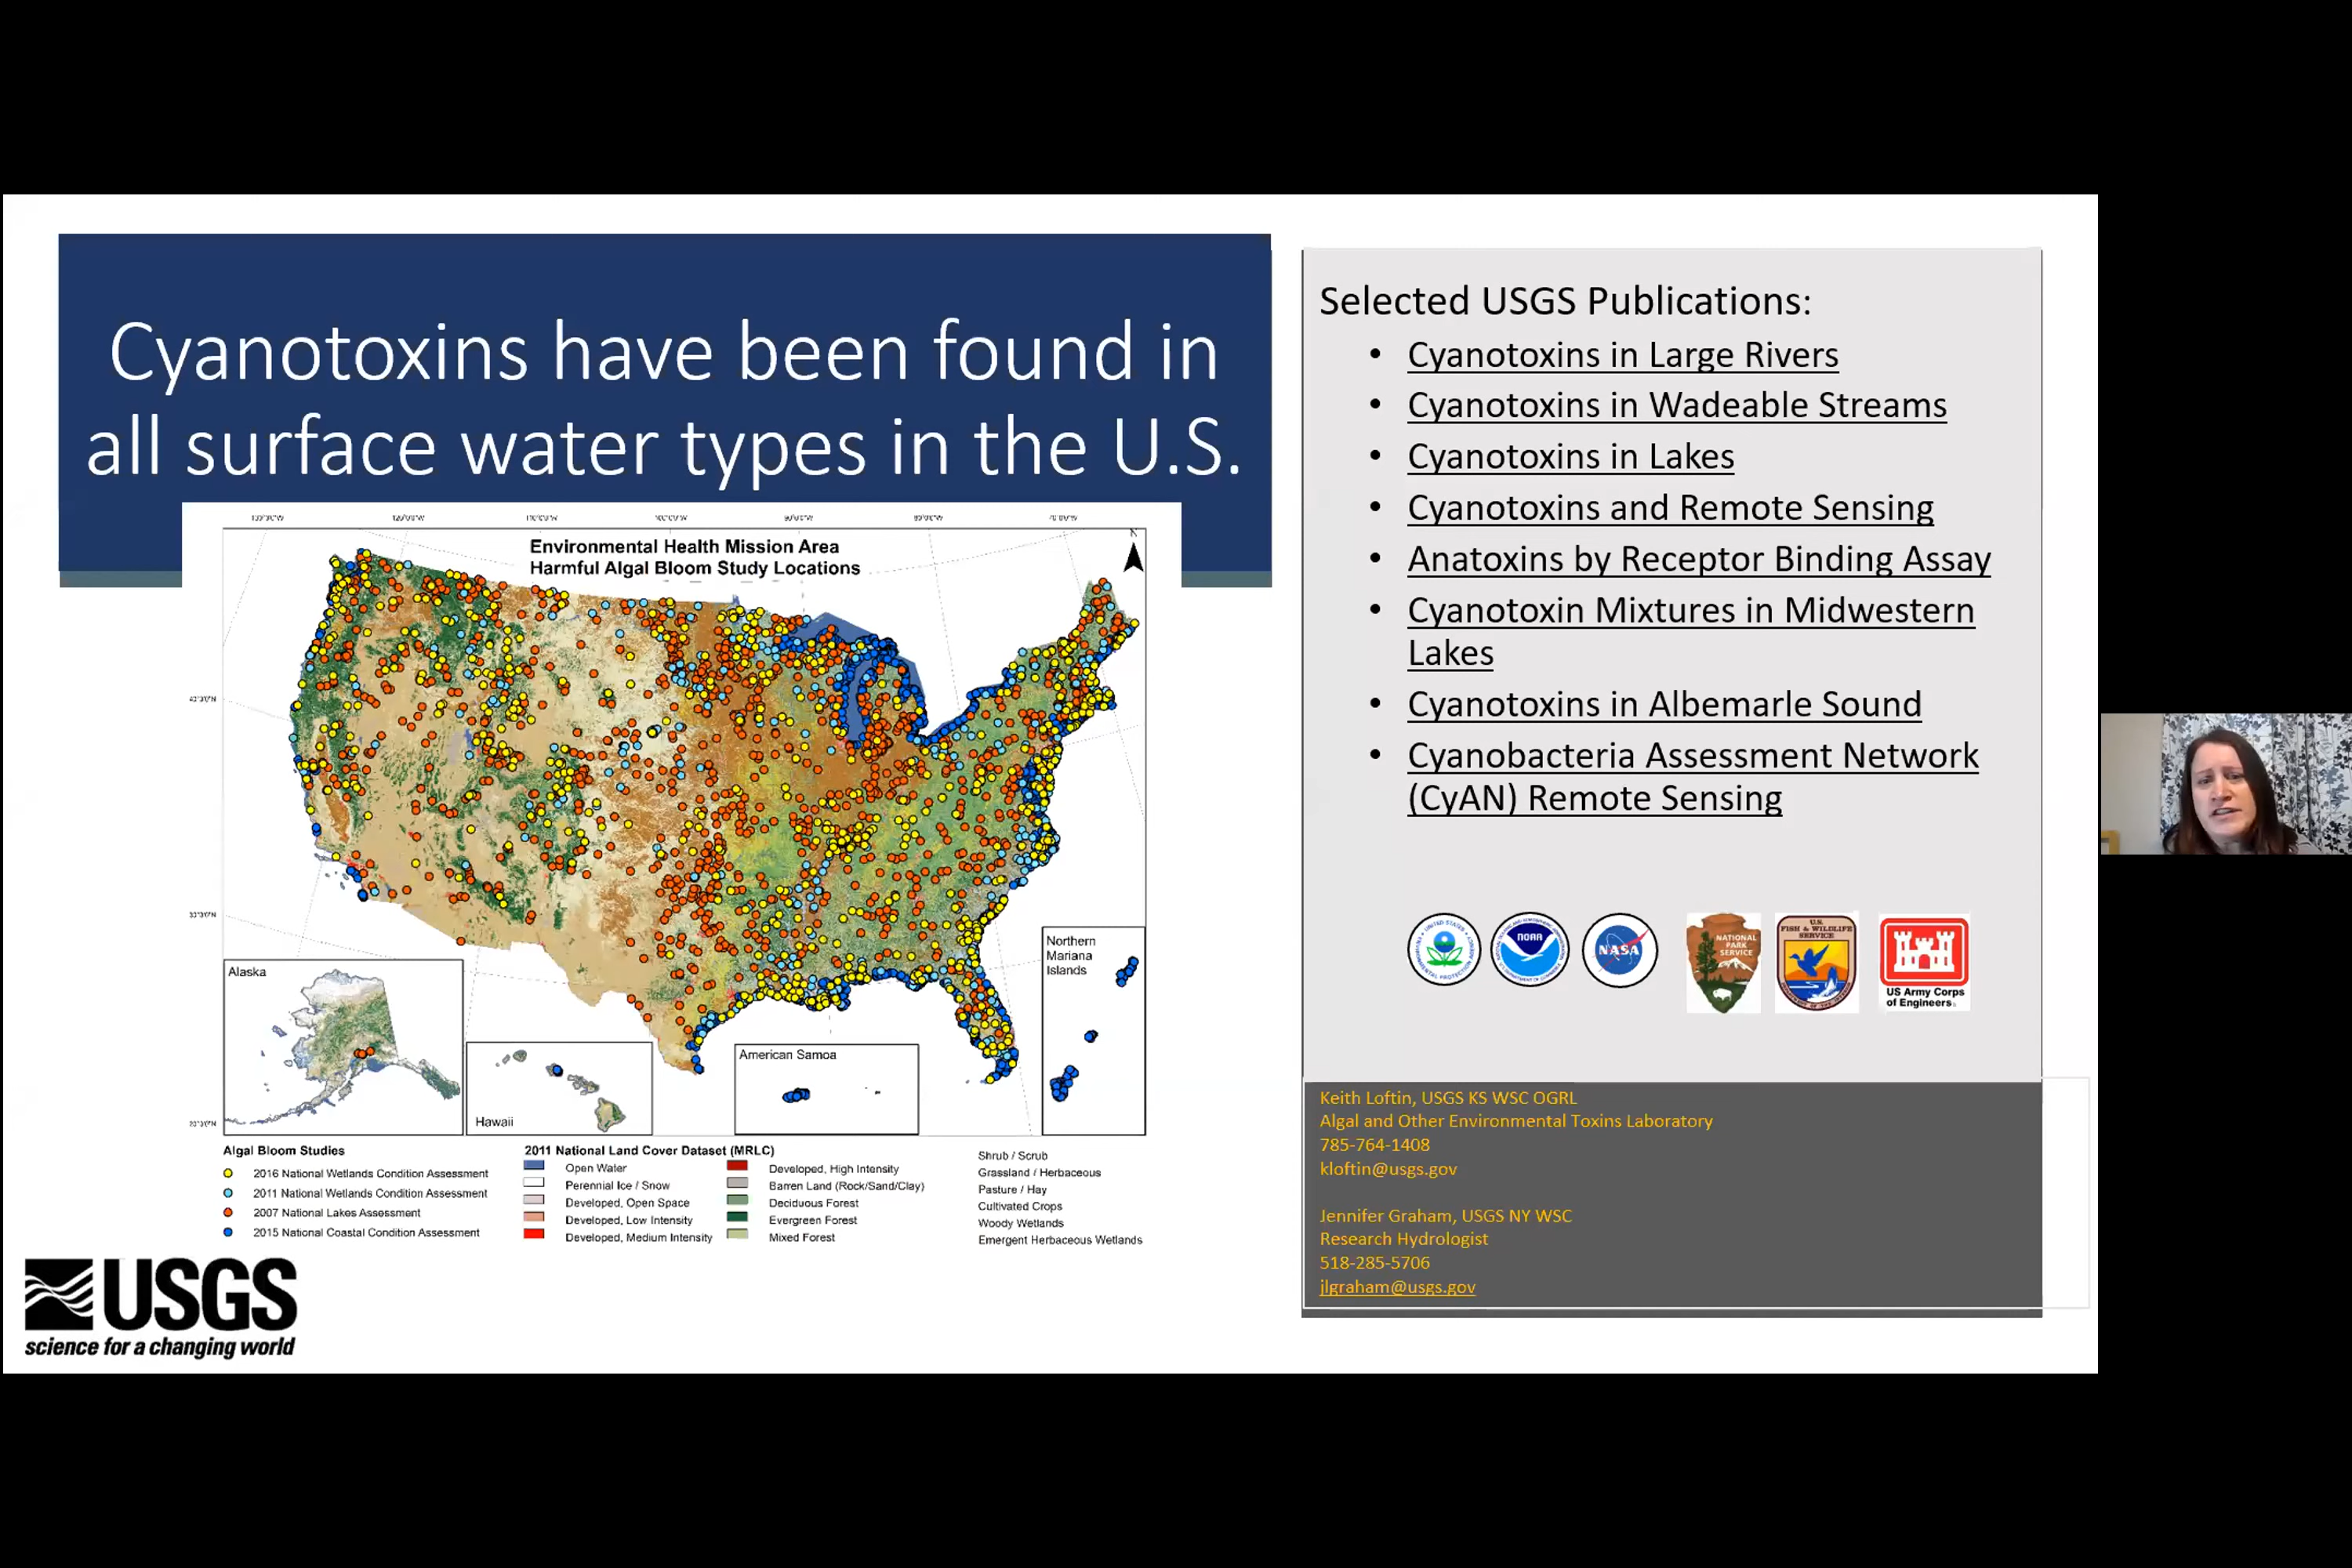 Cyanotoxins have been found in
all surface water types in the U.S.
Environmental Health Mission Area
Harmful Algal Bloom Study Locations
N
Alaska
Hawaii
American Samoa
Northern
Mariana
Islands
Algal Bloom Studies
2016 National Wetlands Condition Assessment
2011 National Wetlands Condition Assessment
2007 National Lakes Assessment
2015 National Coastal Condition Assessment
2011 National Land Cover Dataset (MRLC)
Open Water
Perennial Ice / Snow
Developed, Open Space
Developed, Low Intensity
Developed, Medium Intensity
Developed, High Intensity
Barren Land (Rock/Sand/Clay)
Deciduous Forest
Evergreen Forest
Mixed Forest
Shrub / Scrub
Grassland / Herbaceous
Pasture / Hay
Cultivated Crops
Woody Wetlands
Emergent Herbaceous Wetlands
USGS
science for a changing world
Selected USGS Publications:
• Cyanotoxins in Large Rivers
• Cyanotoxins in Wadeable Streams
• Cyanotoxins in Lakes
• Cyanotoxins and Remote Sensing
• Anatoxins by Receptor Binding Assay
• Cyanotoxin Mixtures in Midwestern
Lakes
• Cyanotoxins in Albemarle Sound
• Cyanobacteria Assessment Network
(CyAN) Remote Sensing
NOAA
NASA
NATIONAL
PARK
SERVICE
U.S.
FISH & WILDLIFE
SERVICE
US Army Corps
of Engineers
Keith Loftin, USGS KS WSC OGRL
Algal and Other Environmental Toxins Laboratory
785-764-1408
kloftin@usgs.gov
Jennifer Graham, USGS NY WSC
Research Hydrologist
518-285-5706
jlgraham@usgs.gov